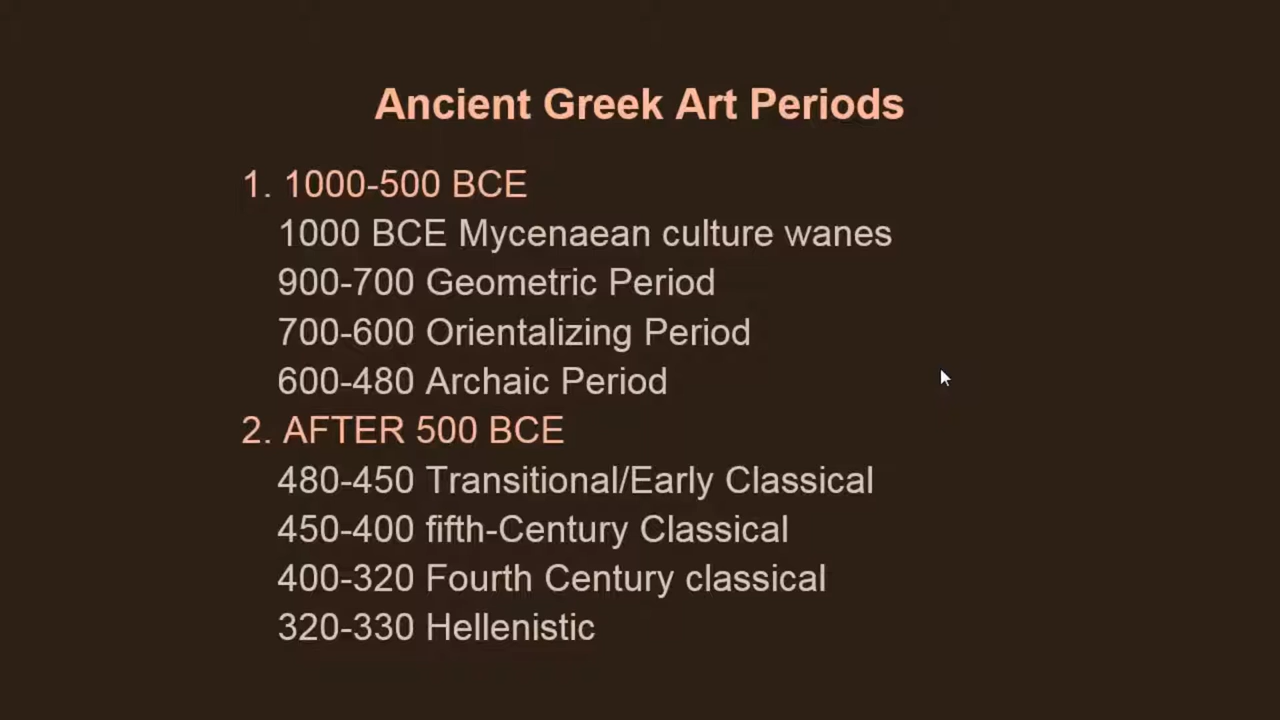 Ancient Greek Art Periods
1. 1000-500 BCE
1000 BCE Mycenaean culture wanes
900-700 Geometric Period
700-600 Orientalizing Period
600-480 Archaic Period
2. AFTER 500 BCE
480-450 Transitional/Early Classical
450-400 fifth-Century Classical
400-320 Fourth Century classical
320-330 Hellenistic